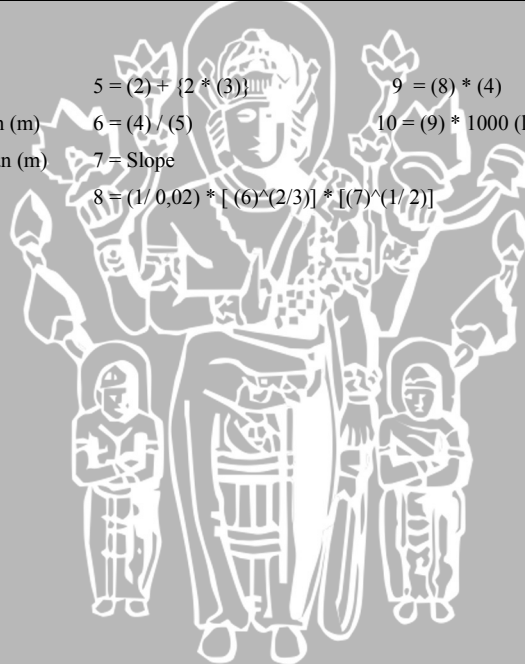 5 = (2) + {2 * (3)} 9 = (8) * (4)
n (m) 6 = (4) / (5) 10 = (9) * 1000 (l
an (m) 7 = Slope
8 = (1/ 0,02) * [ (6)^(2/3)] * [(7)^(1/ 2)]